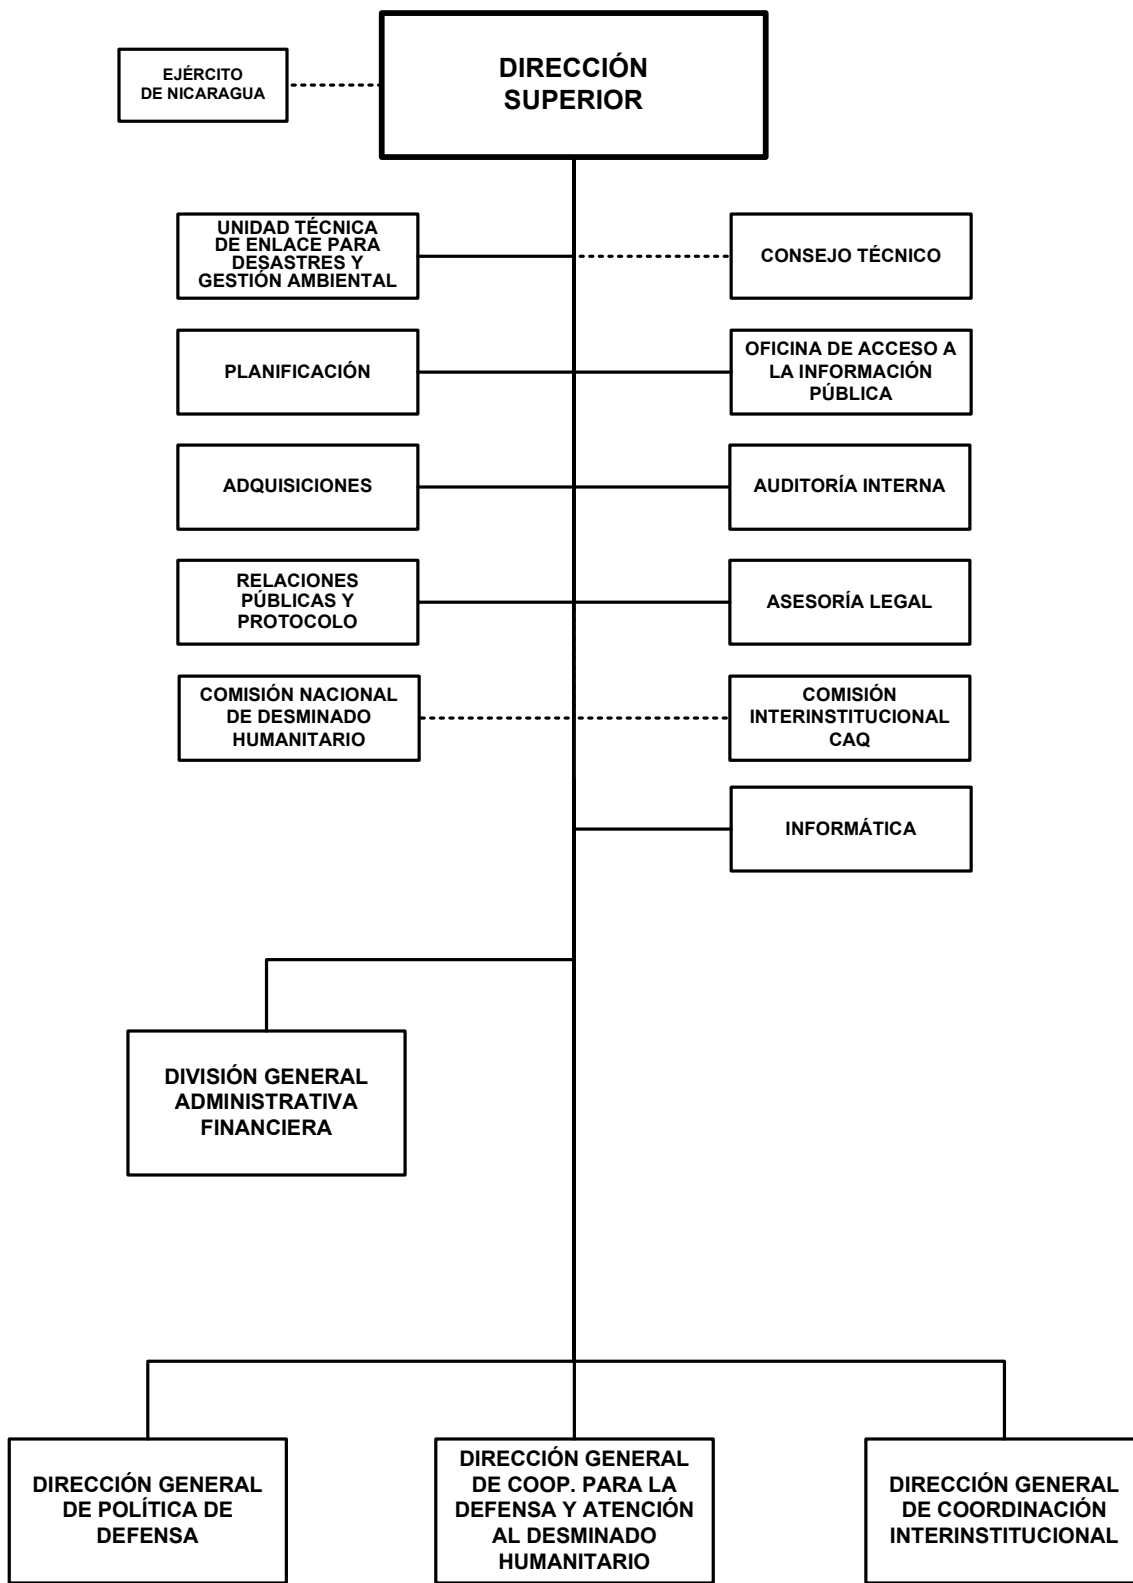 DIRECCIÓN
SUPERIOR
EJÉRCITO
DE NICARAGUA
UNIDAD TÉCNICA
DE ENLACE PARA
DESASTRES Y
GESTIÓN AMBIENTAL
CONSEJO TÉCNICO
PLANIFICACIÓN
OFICINA DE ACCESO A
LA INFORMACIÓN
PÚBLICA
ADQUISICIONES
AUDITORÍA INTERNA
RELACIONES
PÚBLICAS Y
PROTOCOLO
ASESORÍA LEGAL
COMISIÓN NACIONAL
DE DESMINADO
HUMANITARIO
COMISIÓN
INTERINSTITUCIONAL
CAQ
INFORMÁTICA
DIVISIÓN GENERAL
ADMINISTRATIVA
FINANCIERA
DIRECCIÓN GENERAL
DE POLÍTICA DE
DEFENSA
DIRECCIÓN GENERAL
DE COOP. PARA LA
DEFENSA Y ATENCIÓN
AL DESMINADO
HUMANITARIO
DIRECCIÓN GENERAL
DE COORDINACIÓN
INTERINSTITUCIONAL